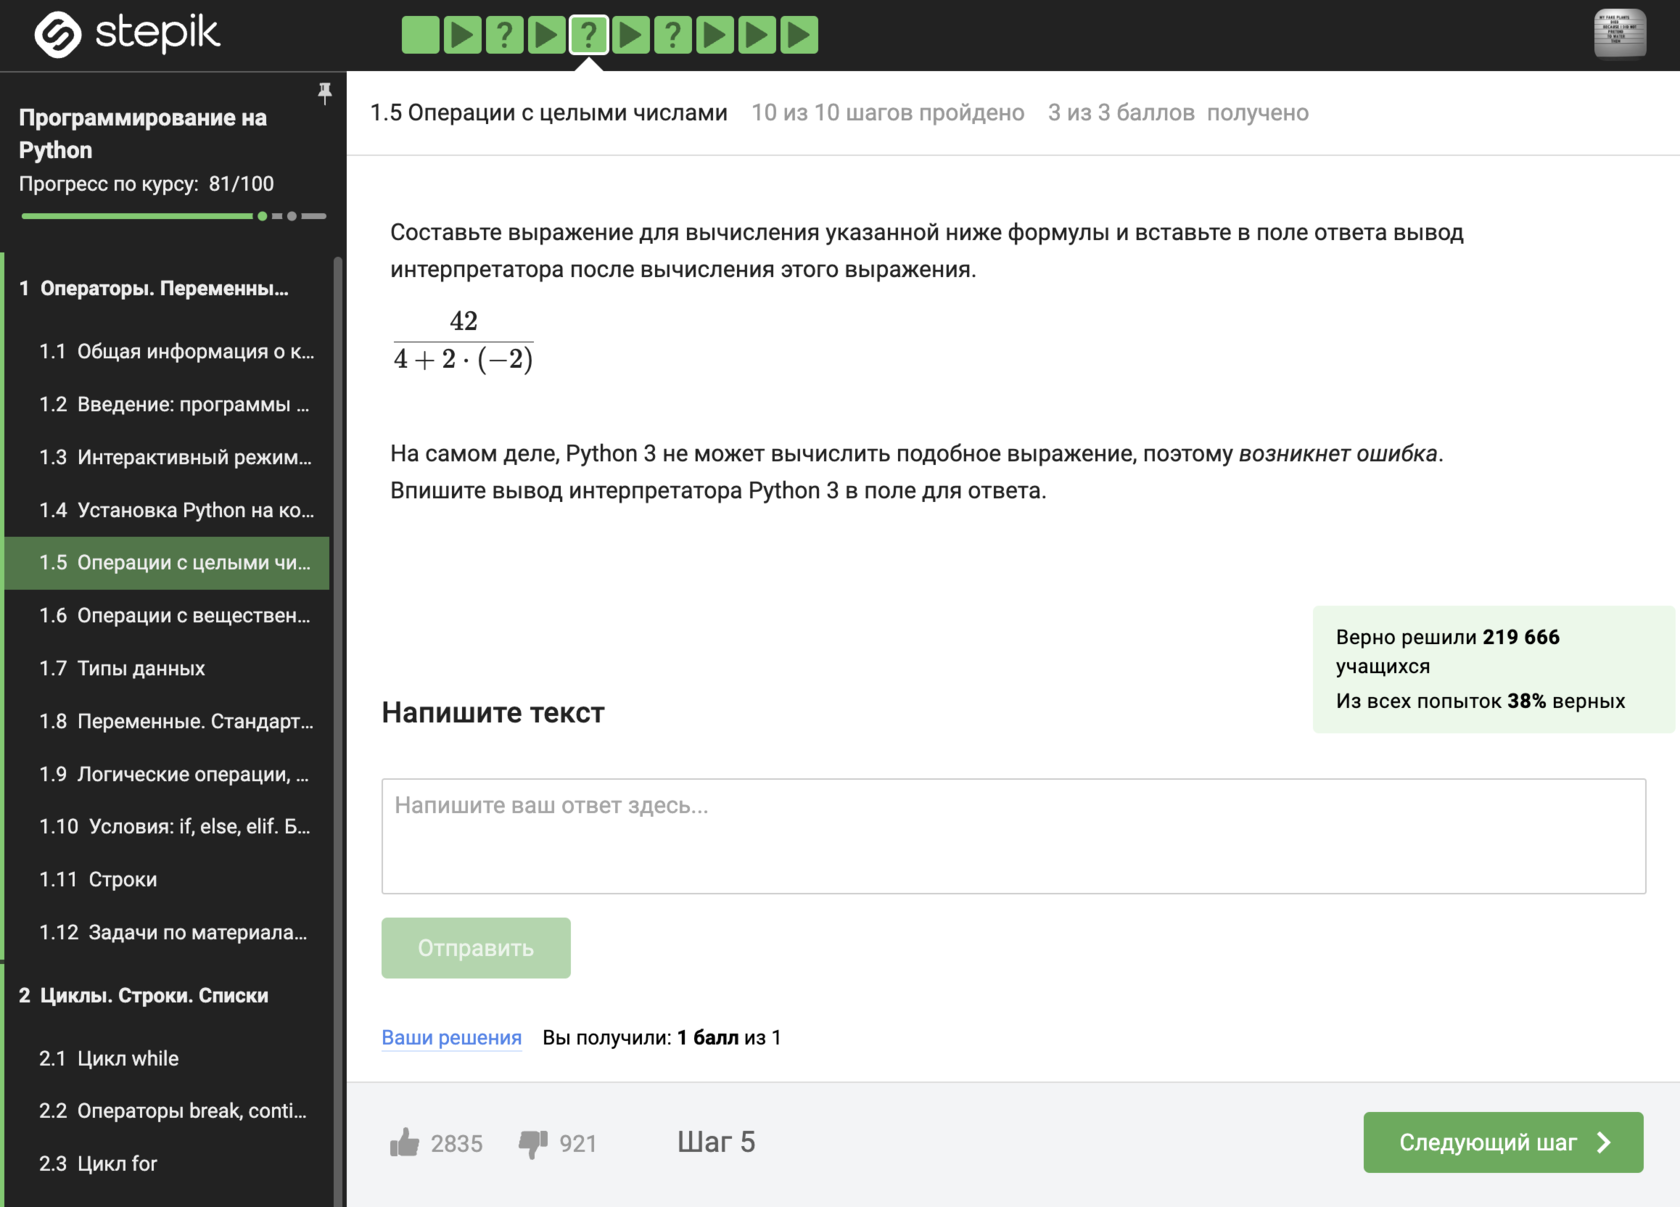 stepik
Программирование на
Python
Прогресс по курсу: 81/100
1 Операторы. Переменны...
1.1 Общая информация о к...
1.2 Введение: программы ...
1.3 Интерактивный режим...
1.4 Установка Python на ко...
1.5 Операции с целыми чи...
1.6 Операции с веществен...
1.7 Типы данных
1.8 Переменные. Стандарт...
1.9 Логические операции, ...
1.10 Условия: if, else, elif. Б...
1.11 Строки
1.12 Задачи по материала...
2 Циклы. Строки. Списки
2.1 Цикл while
2.2 Операторы break, conti...
2.3 Цикл for
1.5 Операции с целыми числами 10 из 10 шагов пройдено 3 из 3 баллов получено
Составьте выражение для вычисления указанной ниже формулы и вставьте в поле ответа вывод
интерпретатора после вычисления этого выражения.
42
4 + 2 · (−2)
На самом деле, Python 3 не может вычислить подобное выражение, поэтому возникнет ошибка.
Впишите вывод интерпретатора Python 3 в поле для ответа.
Верно решили 219 666
учащихся
Из всех попыток 38% верных
Напишите текст
Напишите ваш ответ здесь...
Отправить
Ваши решения Вы получили: 1 балл из 1
2835 921 Шаг 5
Следующий шаг